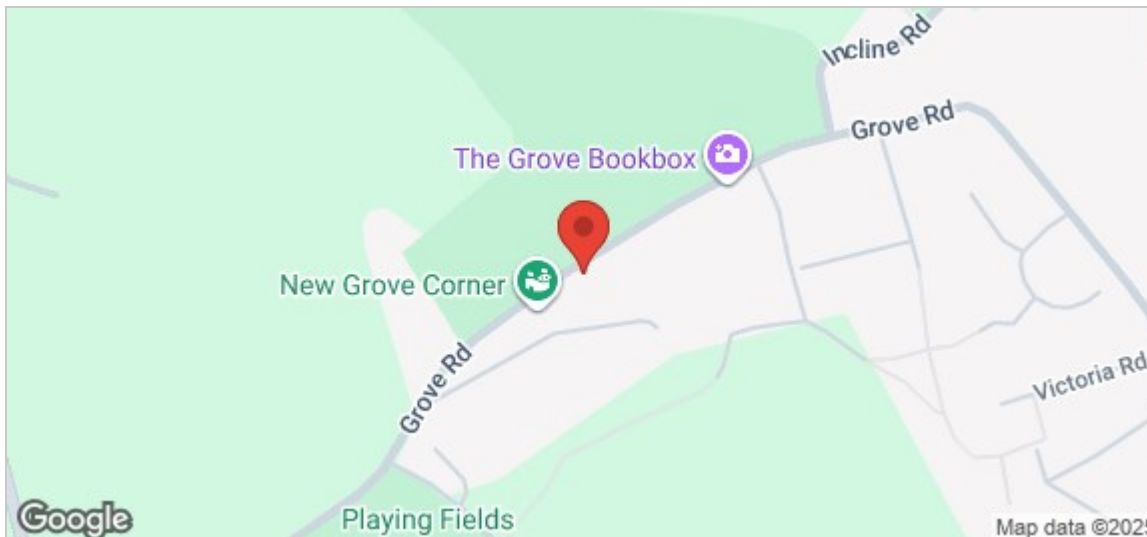 Incline Rd
Grove Rd
The Grove Bookbox
New Grove Corner
Grove Rd
Victoria Rd
Playing Fields
Google
Map data ©2025